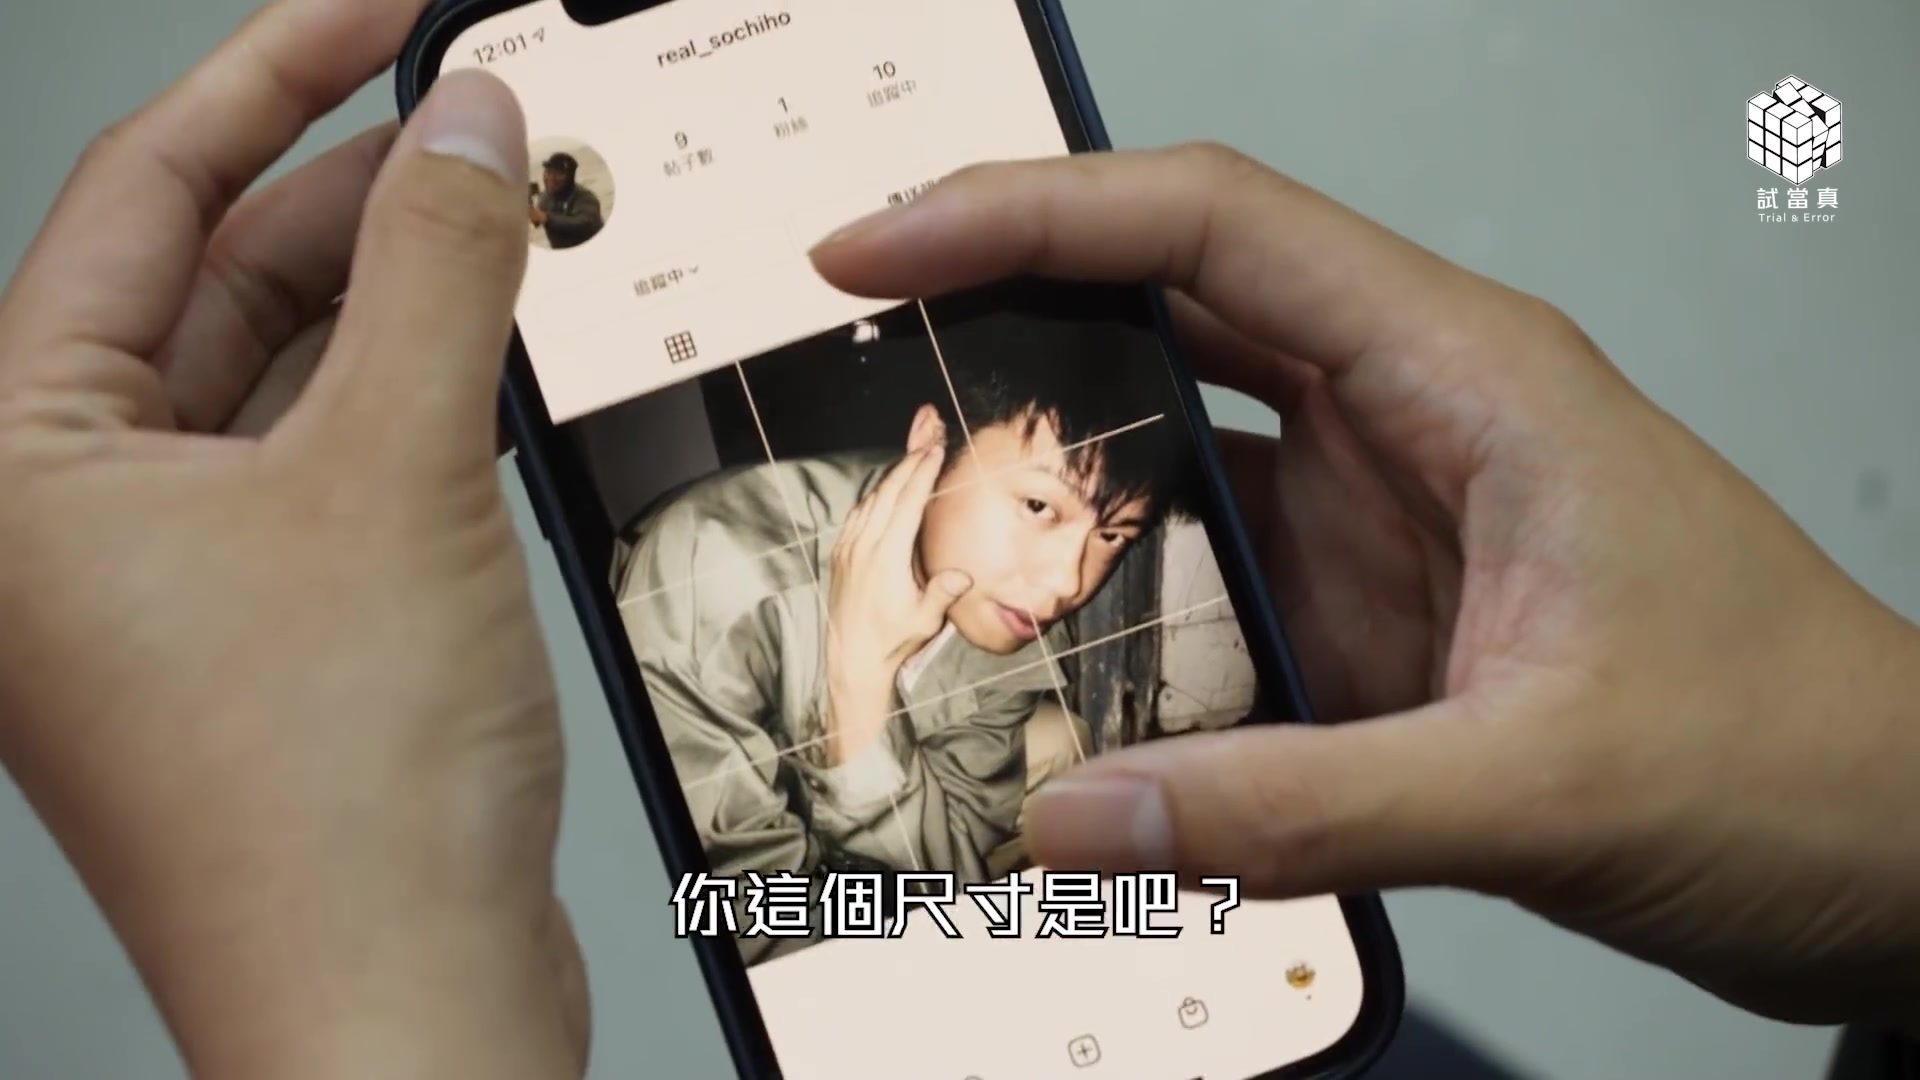 12:01
real_sochiho
9
1
10
帖子數
粉絲
追蹤中
追蹤中
試當真
Trial & Error
你這個尺寸是吧？